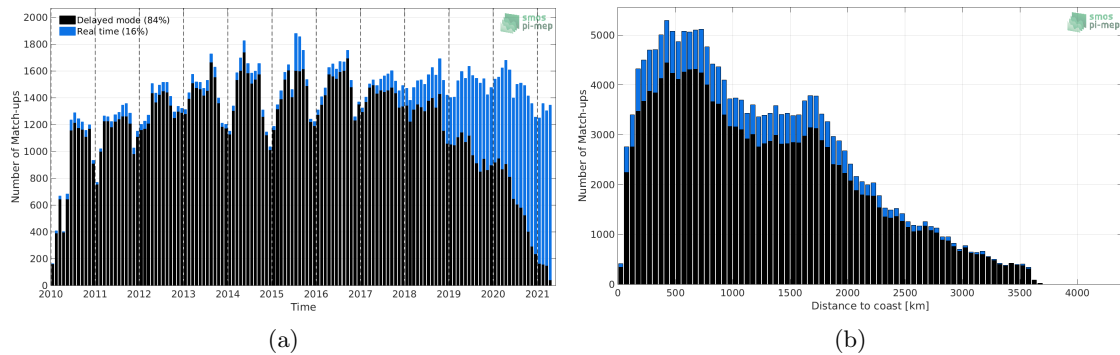 Delayed mode (84%)
Real time (16%)
smos
pi-mep
Number of Match-ups
2000
1800
1600
1400
1200
1000
800
600
400
200
0
2010 2011 2012 2013 2014 2015 2016 2017 2018 2019 2020 2021
Time
(a)
smos
pi-mep
Number of Match-ups
5000
4000
3000
2000
1000
0
0 500 1000 1500 2000 2500 3000 3500 4000
Distance to coast [km]
(b)